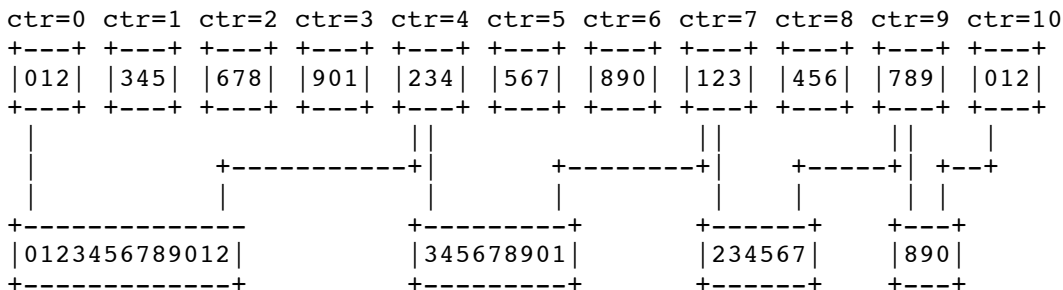 ctr=0 ctr=1 ctr=2 ctr=3 ctr=4 ctr=5 ctr=6 ctr=7 ctr=8 ctr=9 ctr=10
+---+ +---+ +---+ +---+ +---+ +---+ +---+ +---+ +---+ +---+ +---+
|012| |345| |678| |901| |234| |567| |890| |123| |456| |789| |012|
+---+ +---+ +---+ +---+ +---+ +---+ +---+ +---+ +---+ +---+ +---+
 |                       ||                ||          ||    |
 |           +-----------+|       +--------+|    +-----+| +--+
 |           |            |       |         |    |      | |
+--------------          +---------+       +------+    +---+
|0123456789012|          |345678901|       |234567|    |890|
+-------------+          +---------+       +------+    +---+